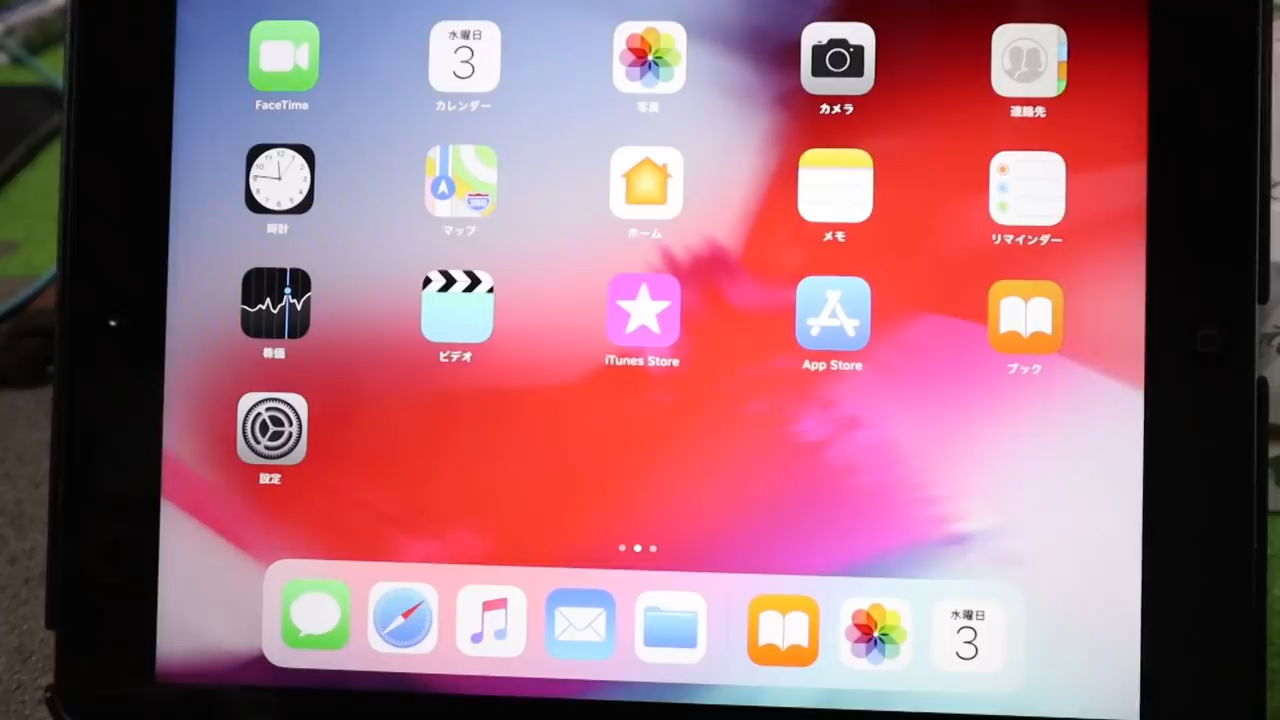 FaceTime
水曜日
3
カレンダー
写真
カメラ
連絡先
時計
マップ
280
ホーム
メモ
リマインダー
株価
ビデオ
iTunes Store
App Store
ブック
設定
水曜日
3